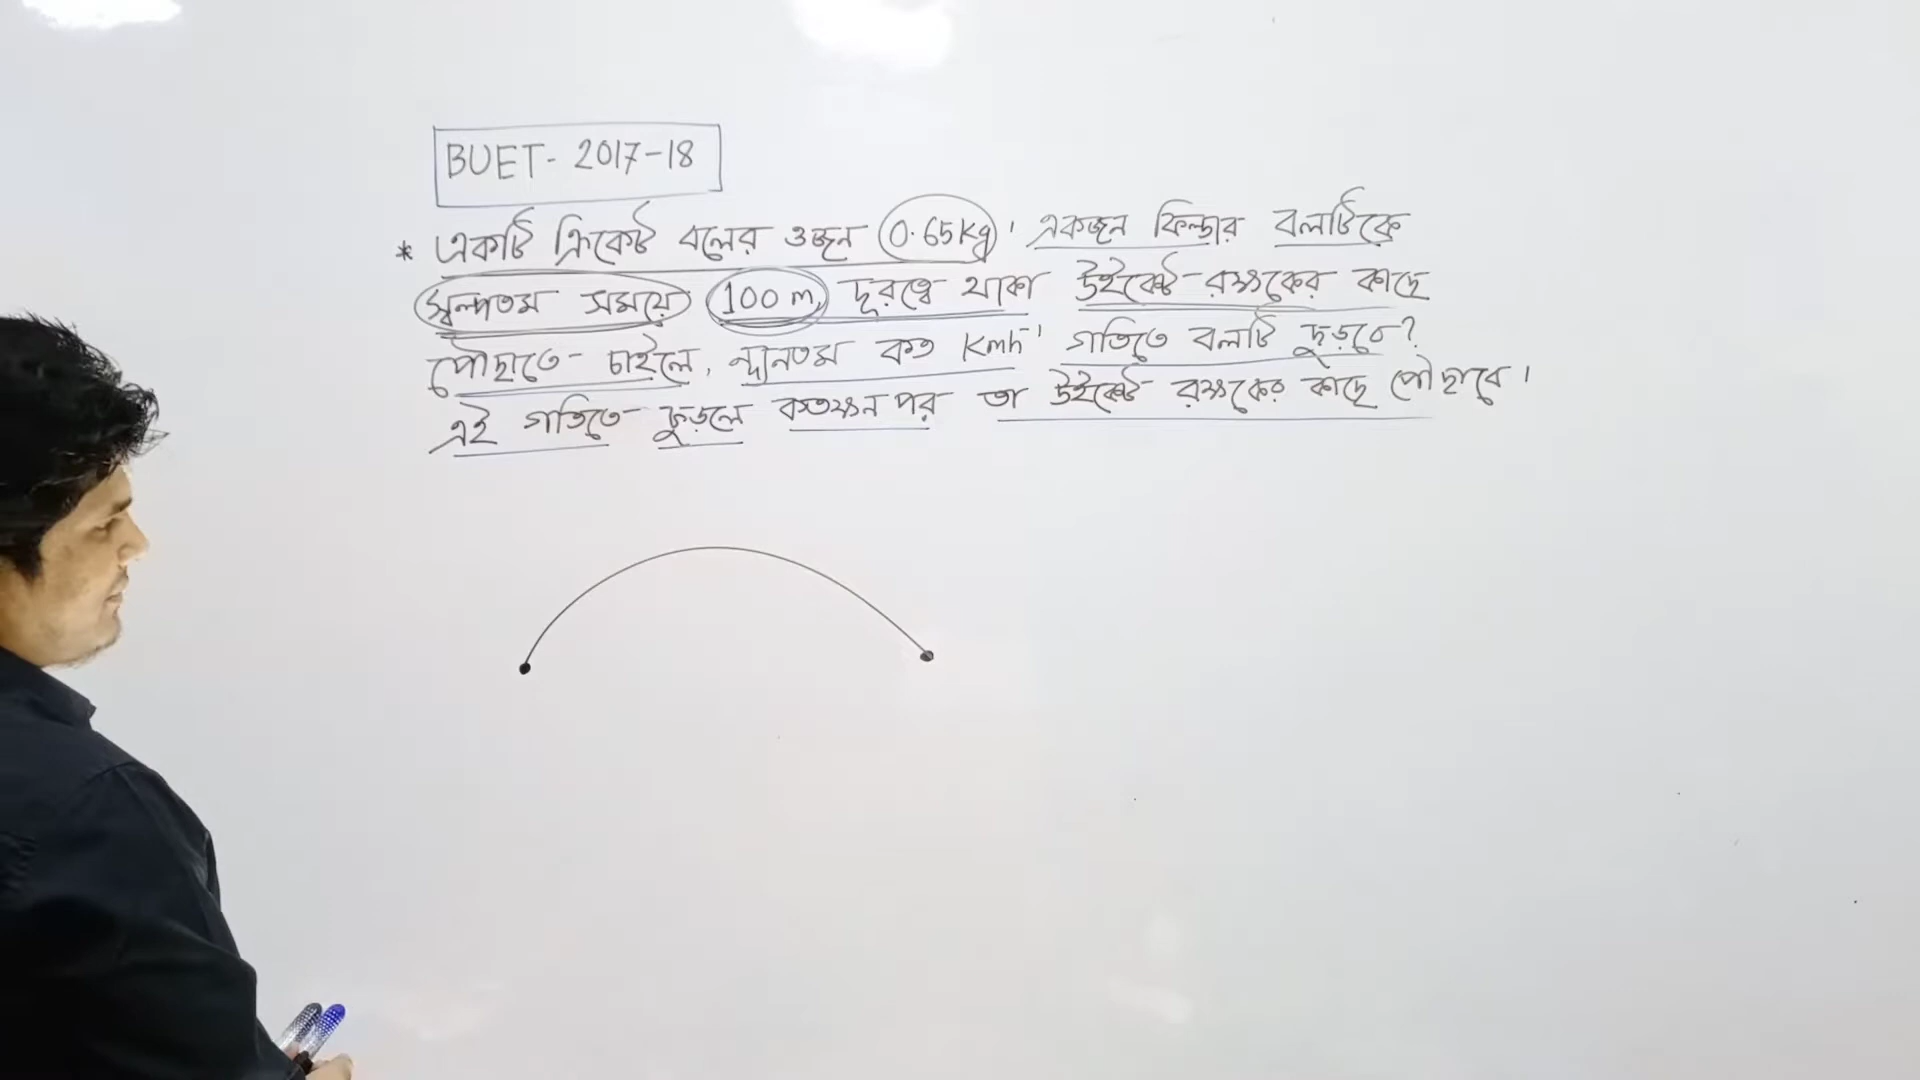 BUET- 2017-18
* একটি ক্রিকেট বলের ওজন 0.65kg। একজন ফিল্ডার বলটিকে
স্বল্পতম সময়ে 100 m, দূরত্বে থাকা উইকেট-রক্ষকের কাছে
পৌছাতে চাইলে, ন্যূনতম কত Kmh⁻¹ গতিতে বলটি ছুড়বে?
এই গতিতে ছুড়লে কতক্ষন পর তা উইকেট রক্ষকের কাছে পৌছাবে।